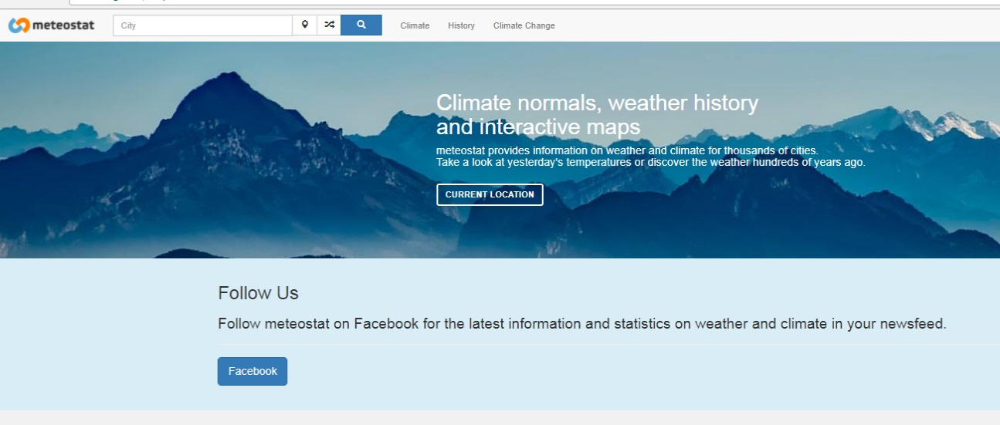 meteostat
City
Climate
History
Climate Change
Climate normals, weather history
and interactive maps
meteostat provides information on weather and climate for thousands of cities.
Take a look at yesterday's temperatures or discover the weather hundreds of years ago.
CURRENT LOCATION
Follow Us
Follow meteostat on Facebook for the latest information and statistics on weather and climate in your newsfeed.
Facebook